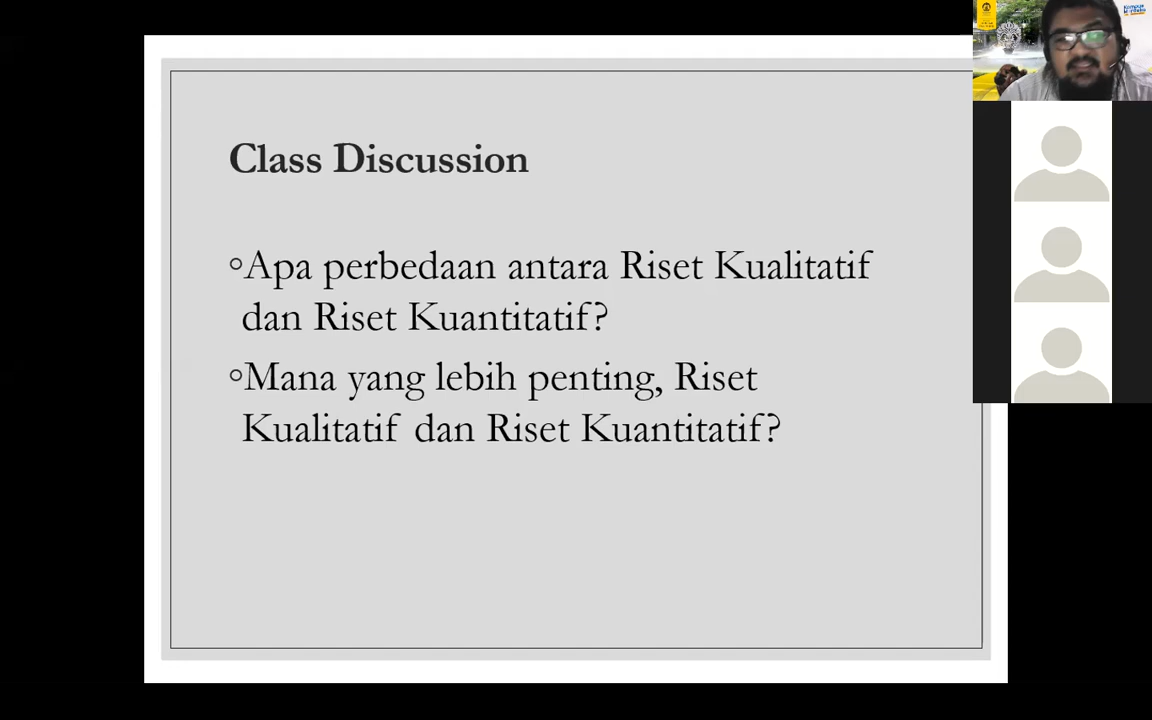 Class Discussion
◦Apa perbedaan antara Riset Kualitatif
dan Riset Kuantitatif?
◦Mana yang lebih penting, Riset
Kualitatif dan Riset Kuantitatif?